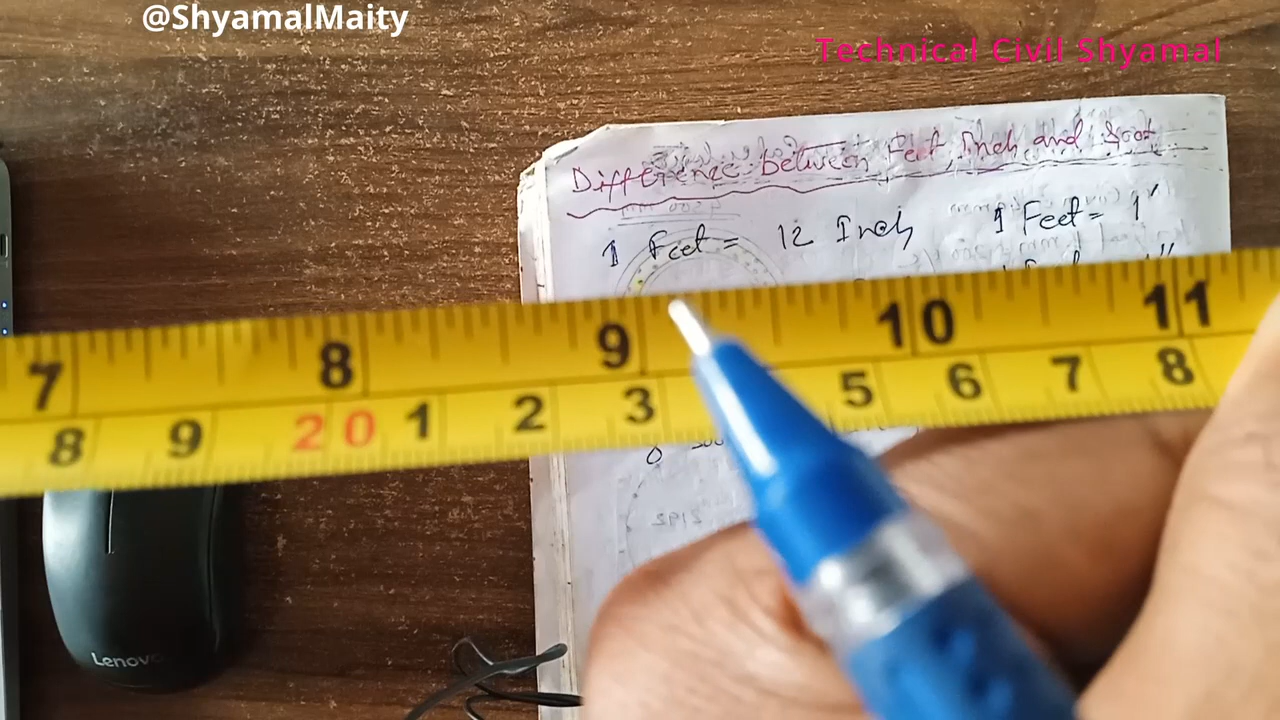 @ShyamalMaity
Technical Civil Shyamal
Difference between Feet, Inch and Soot
1 Feet = 12 Inch 1 Feet = 1'
7 8 9 10 11
8 9 20 1 2 3 5 6 7 8
Lenovo